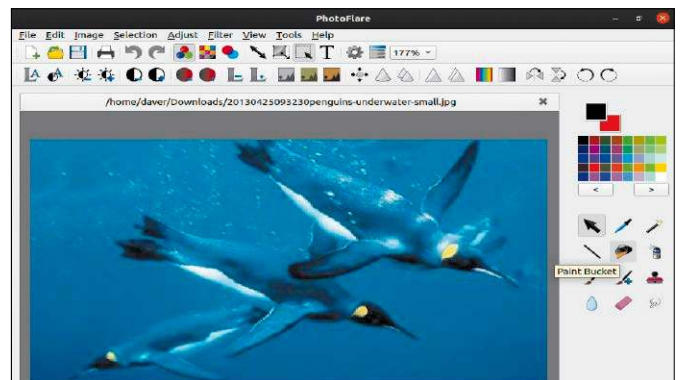 PhotoFlare
File Edit Image Selection Adjust Filter View Tools Help
T 177%
/home/daver/Downloads/20130425093230penguins-underwater-small.jpg
< >
Paint Bucket